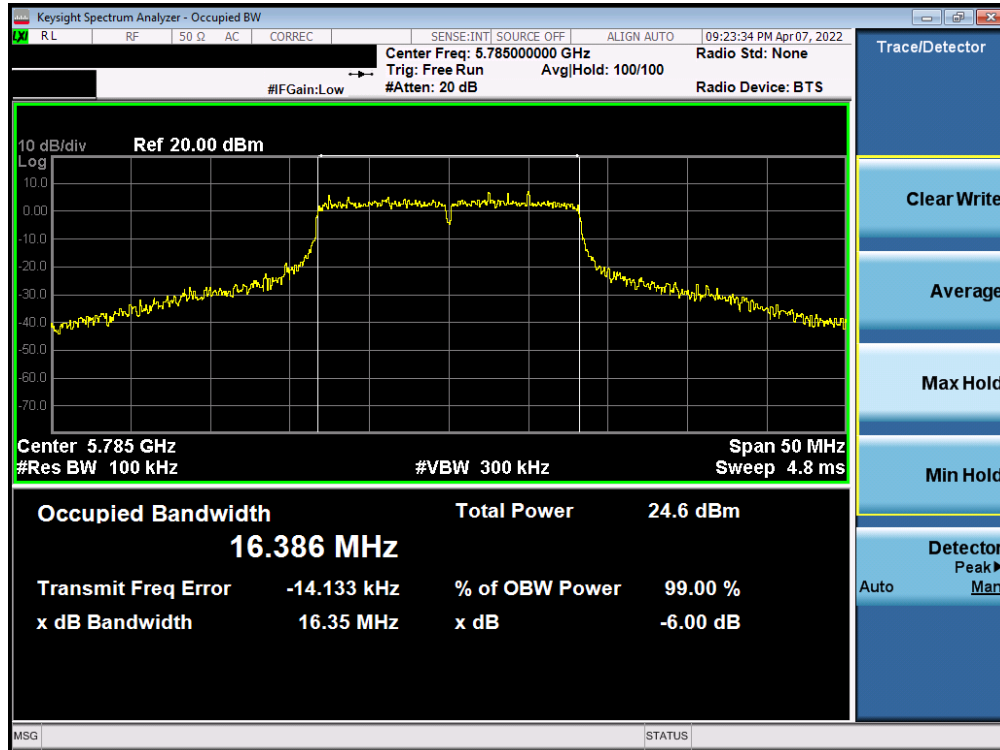 Keysight Spectrum Analyzer - Occupied BW
LXI RL RF 50 Ω AC CORREC SENSE:INT SOURCE OFF ALIGN AUTO 09:23:34 PM Apr 07, 2022
Center Freq: 5.785000000 GHz Radio Std: None
Trig: Free Run Avg|Hold: 100/100
#IFGain:Low #Atten: 20 dB Radio Device: BTS
10 dB/div Ref 20.00 dBm
Log
10.0
0.00
-10.0
-20.0
-30.0
-40.0
-50.0
-60.0
-70.0
Center 5.785 GHz Span 50 MHz
#Res BW 100 kHz #VBW 300 kHz Sweep 4.8 ms
Occupied Bandwidth Total Power 24.6 dBm
16.386 MHz
Transmit Freq Error -14.133 kHz % of OBW Power 99.00 %
x dB Bandwidth 16.35 MHz x dB -6.00 dB
MSG STATUS
Trace/Detector
Clear Write
Average
Max Hold
Min Hold
Detector
Peak▶
Auto Man